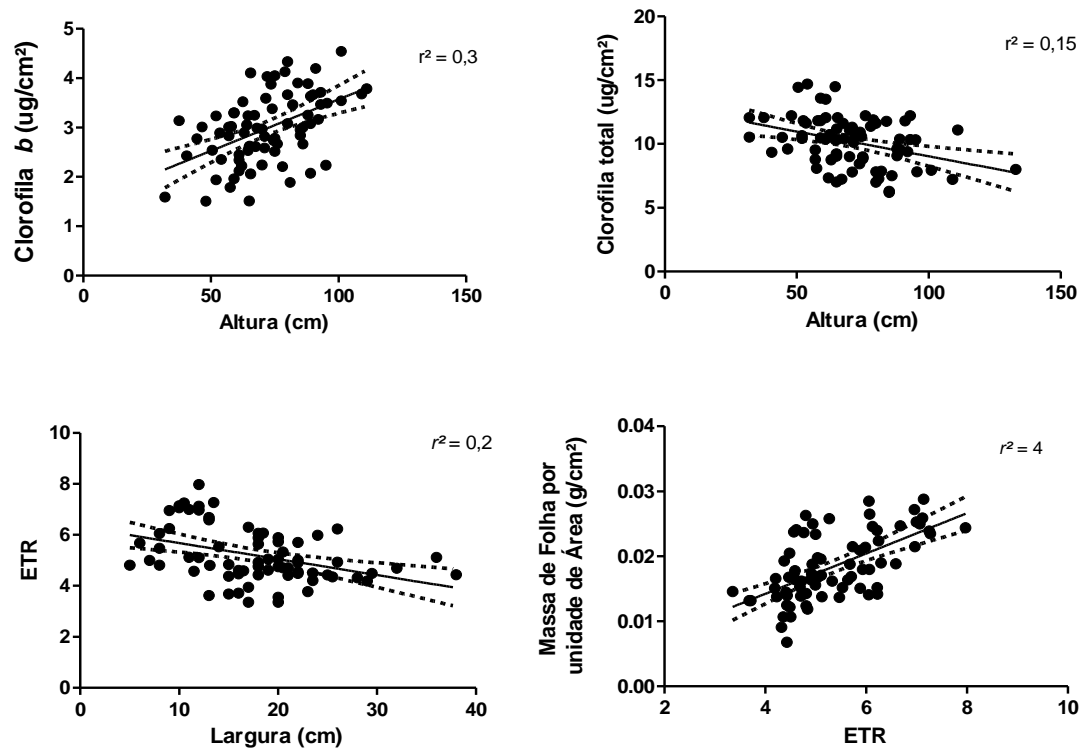 Clorofila b (ug/cm²)
5
4
3
2
1
0
r² = 0,3
0 50 100 150
Altura (cm)
Clorofila total (ug/cm²)
20
15
10
5
0
r² = 0,15
0 50 100 150
Altura (cm)
ETR
10
8
6
4
2
0
r² = 0,2
0 10 20 30 40
Largura (cm)
Massa de Folha por
unidade de Área (g/cm²)
0.04
0.03
0.02
0.01
0.00
r² = 4
2 4 6 8 10
ETR